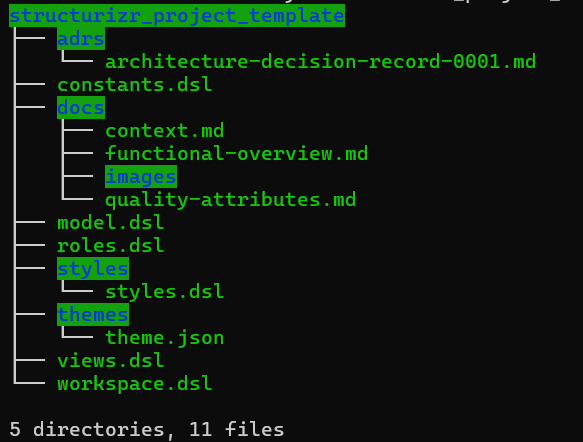 structurizr_project_template
├── adrs
│   └── architecture-decision-record-0001.md
├── constants.dsl
├── docs
│   ├── context.md
│   ├── functional-overview.md
│   ├── images
│   └── quality-attributes.md
├── model.dsl
├── roles.dsl
├── styles
│   └── styles.dsl
├── themes
│   └── theme.json
├── views.dsl
└── workspace.dsl
5 directories, 11 files